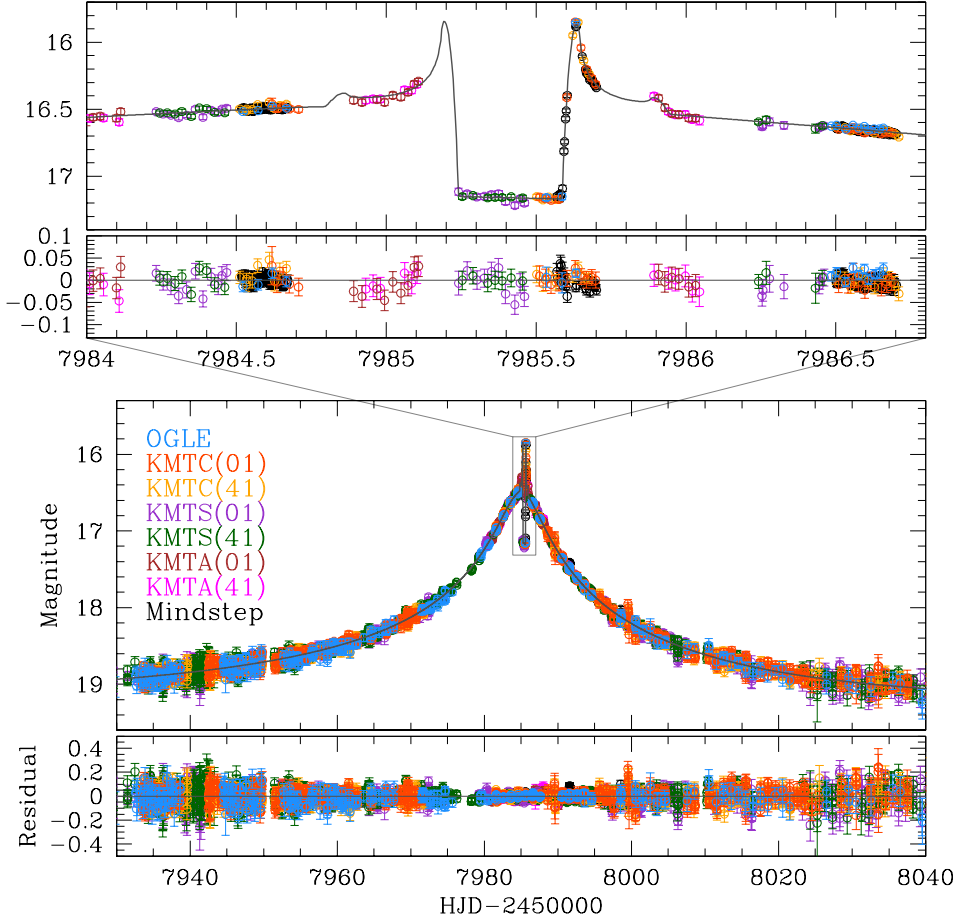 16
16.5
17
0.1
0.05
0
−0.05
−0.1
7984 7984.5 7985 7985.5 7986 7986.5
OGLE
KMTC(01)
KMTC(41)
KMTS(01)
KMTS(41)
KMTA(01)
KMTA(41)
Mindstep
Magnitude
16
17
18
19
Residual
0.4
0.2
0
−0.2
−0.4
7940 7960 7980 8000 8020 8040
HJD−2450000